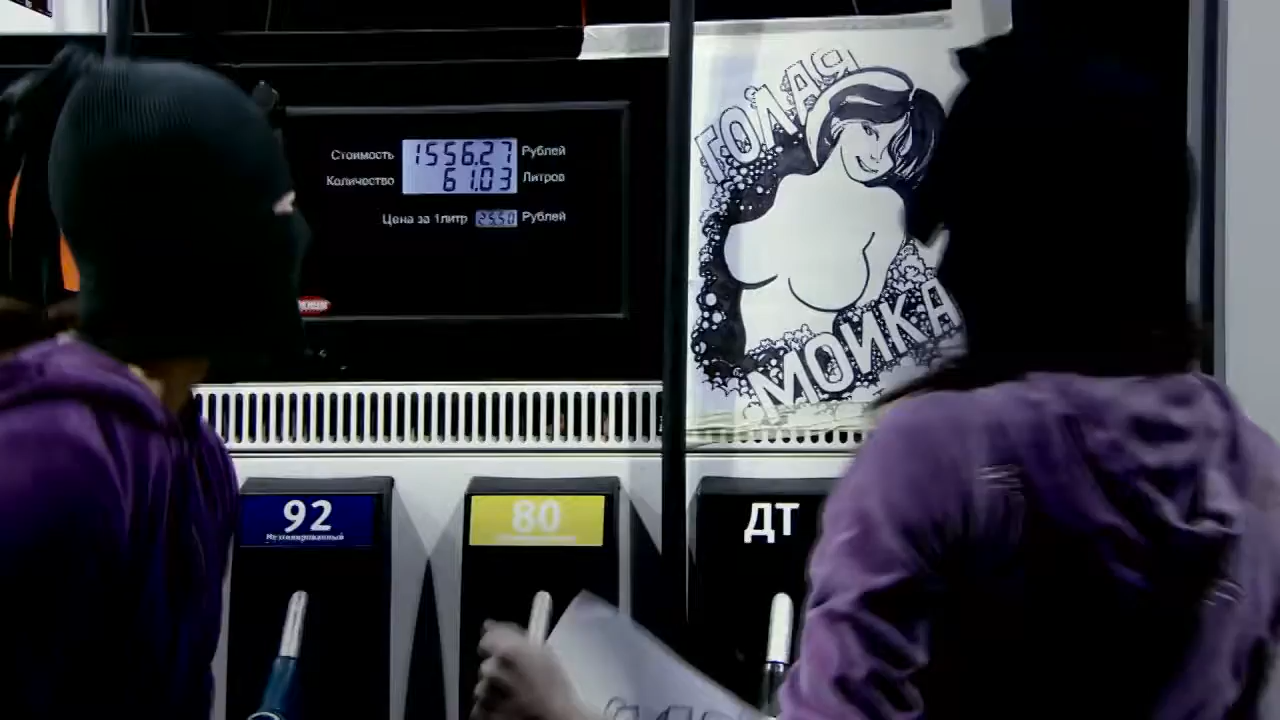 Стоимость 1556.27 Рублей
Количество 61.03 Литров
Цена за 1литр 25.50 Рублей
ГОЛАЯ
МОЙКА
92
80
ДТ